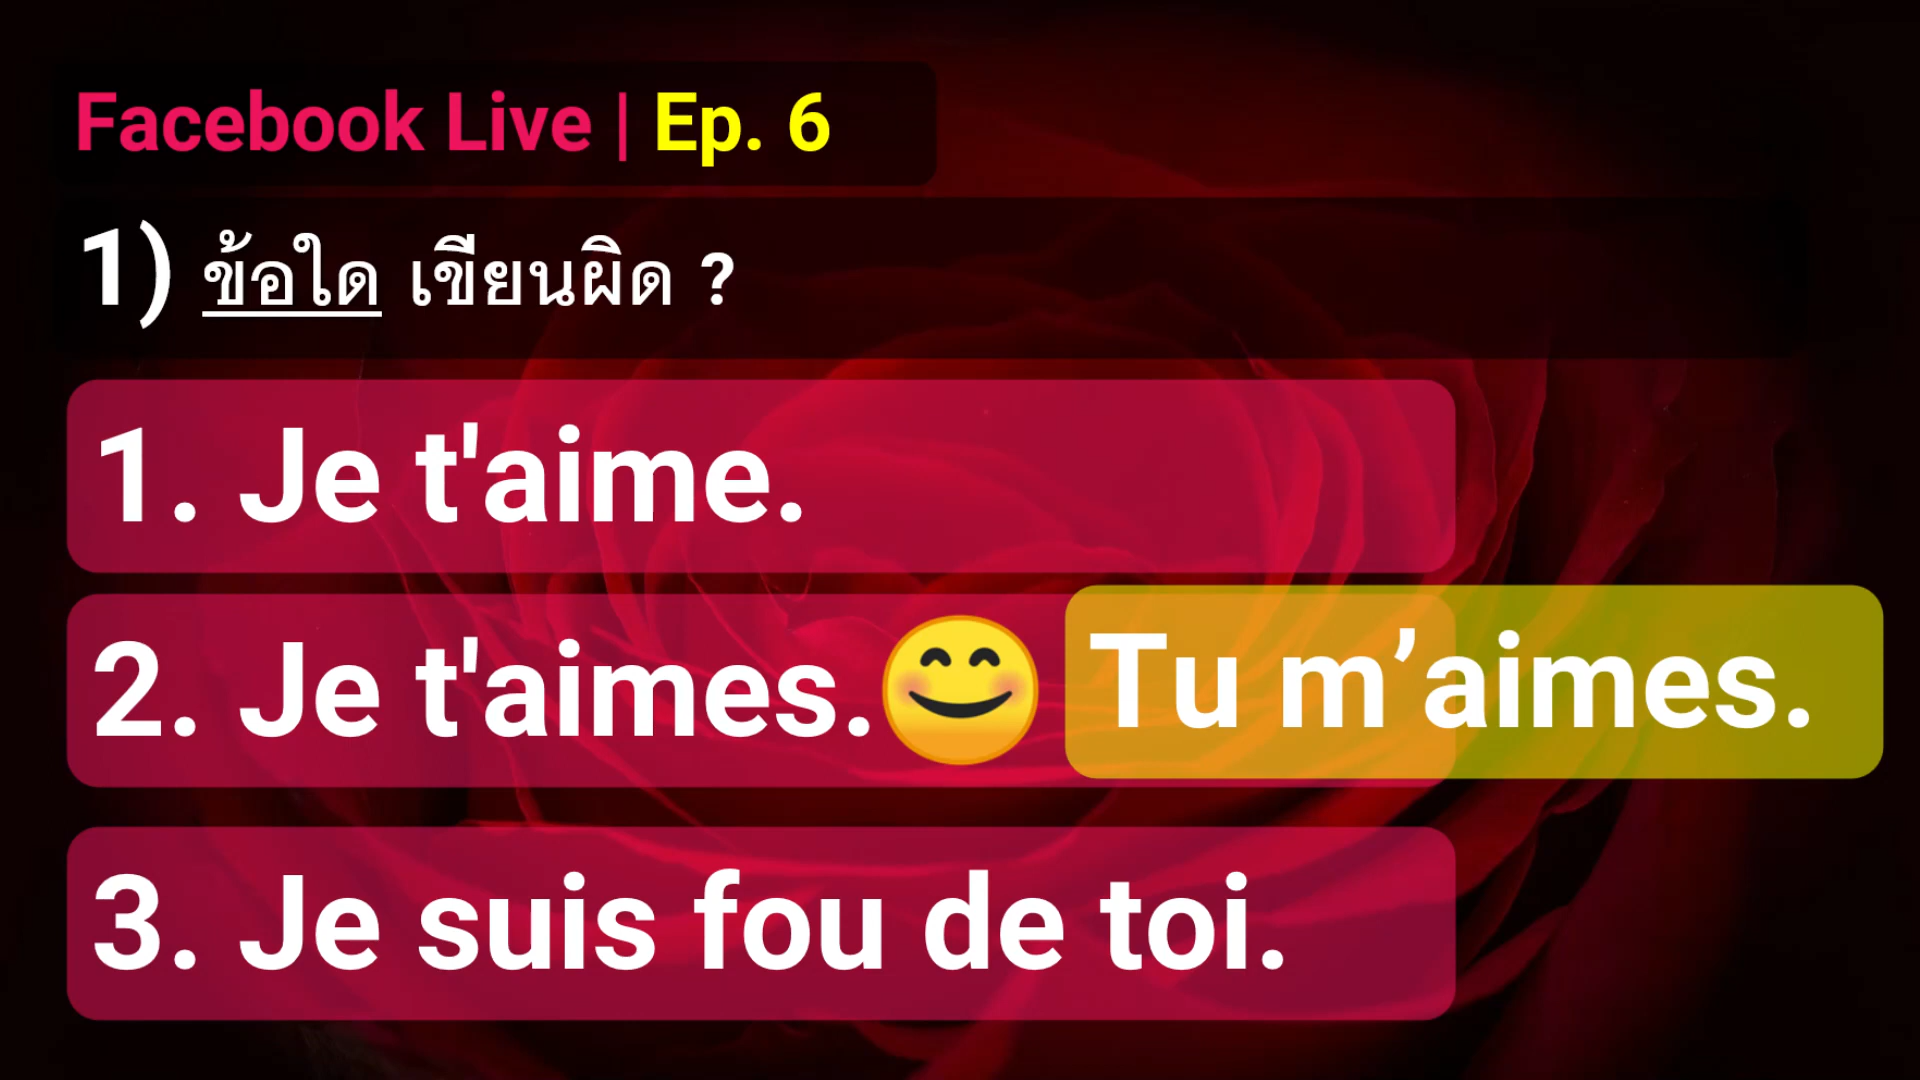 Facebook Live | Ep. 6
1) ข้อใด เขียนผิด ?
1. Je t'aime.
2. Je t'aimes.😊 Tu m’aimes.
3. Je suis fou de toi.